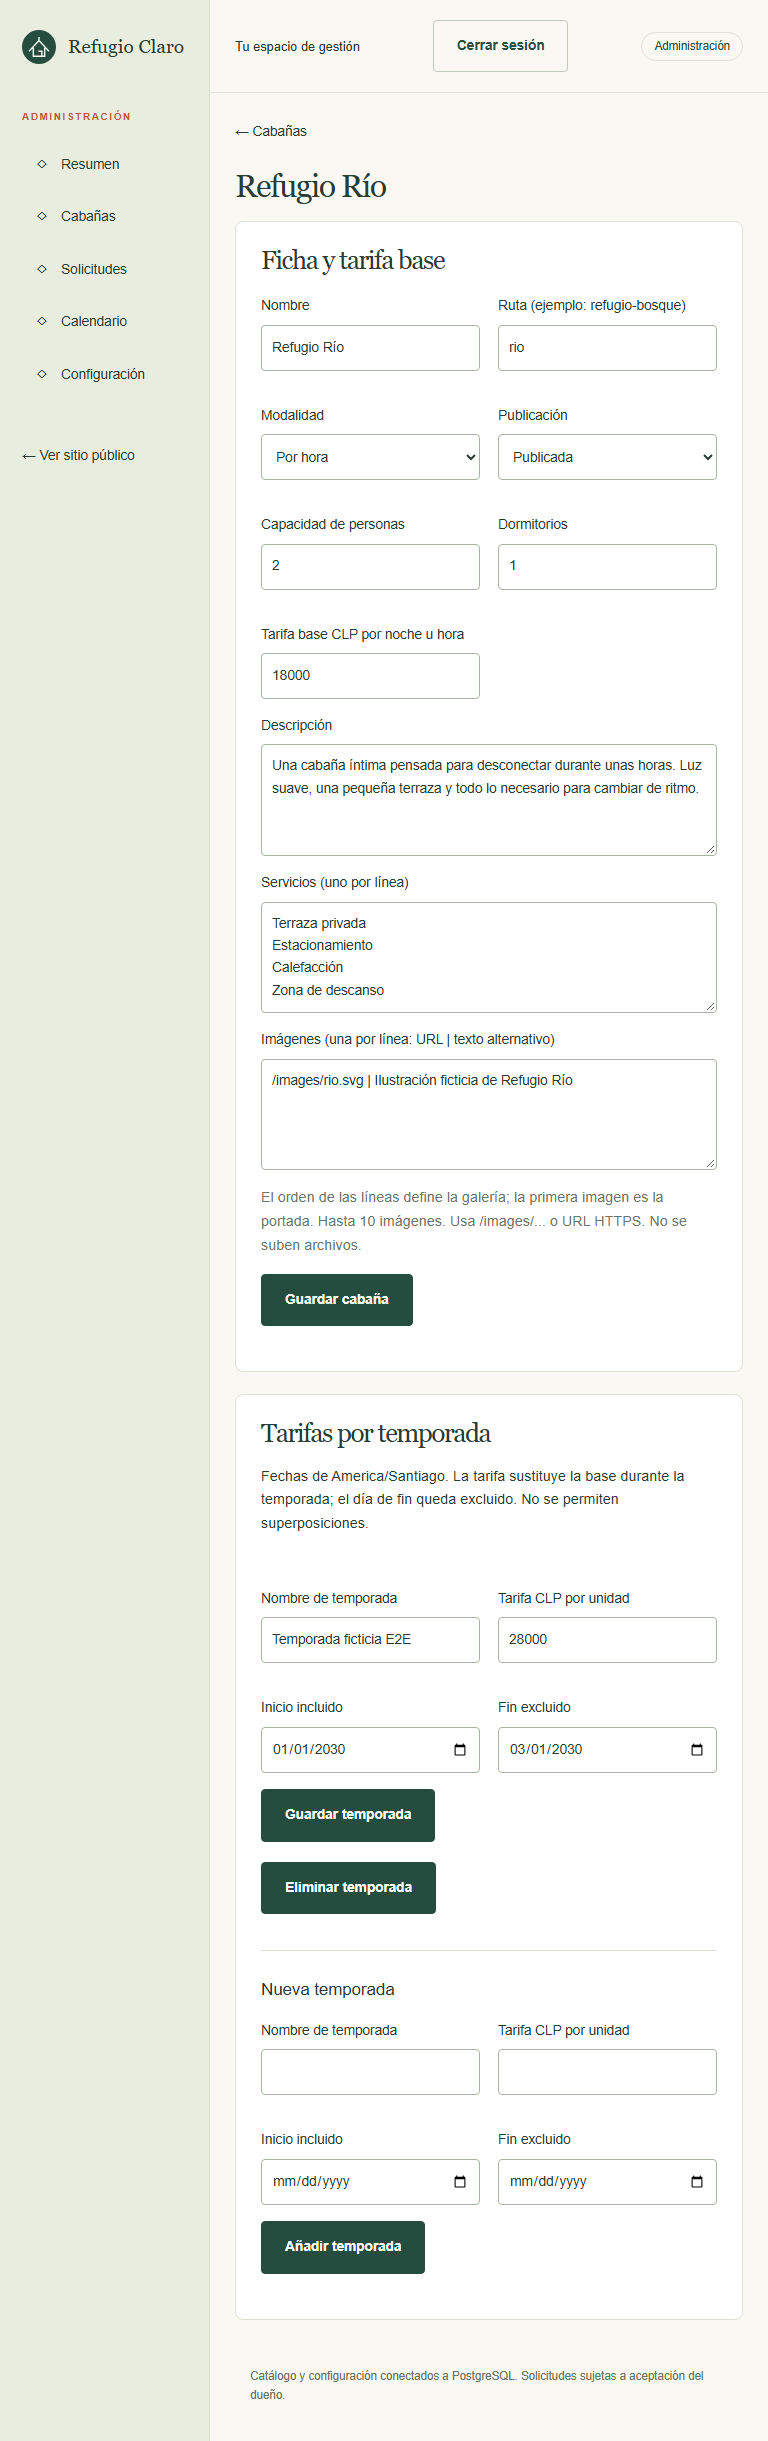 Refugio Claro
Tu espacio de gestión
Cerrar sesión
Administración
ADMINISTRACIÓN
Resumen
Cabañas
Solicitudes
Calendario
Configuración
← Ver sitio público
← Cabañas
Refugio Río
Ficha y tarifa base
Nombre
Ruta (ejemplo: refugio-bosque)
Refugio Río
rio
Modalidad
Publicación
Por hora
Publicada
Capacidad de personas
Dormitorios
2
1
Tarifa base CLP por noche u hora
18000
Descripción
Una cabaña íntima pensada para desconectar durante unas horas. Luz
suave, una pequeña terraza y todo lo necesario para cambiar de ritmo.
Servicios (uno por línea)
Terraza privada
Estacionamiento
Calefacción
Zona de descanso
Imágenes (una por línea: URL | texto alternativo)
/images/rio.svg | Ilustración ficticia de Refugio Río
El orden de las líneas define la galería; la primera imagen es la
portada. Hasta 10 imágenes. Usa /images/... o URL HTTPS. No se
suben archivos.
Guardar cabaña
Tarifas por temporada
Fechas de America/Santiago. La tarifa sustituye la base durante la
temporada; el día de fin queda excluido. No se permiten
superposiciones.
Nombre de temporada
Tarifa CLP por unidad
Temporada ficticia E2E
28000
Inicio incluido
Fin excluido
01/01/2030
03/01/2030
Guardar temporada
Eliminar temporada
Nueva temporada
Nombre de temporada
Tarifa CLP por unidad
Inicio incluido
Fin excluido
mm/dd/yyyy
mm/dd/yyyy
Añadir temporada
Catálogo y configuración conectados a PostgreSQL. Solicitudes sujetas a aceptación del
dueño.